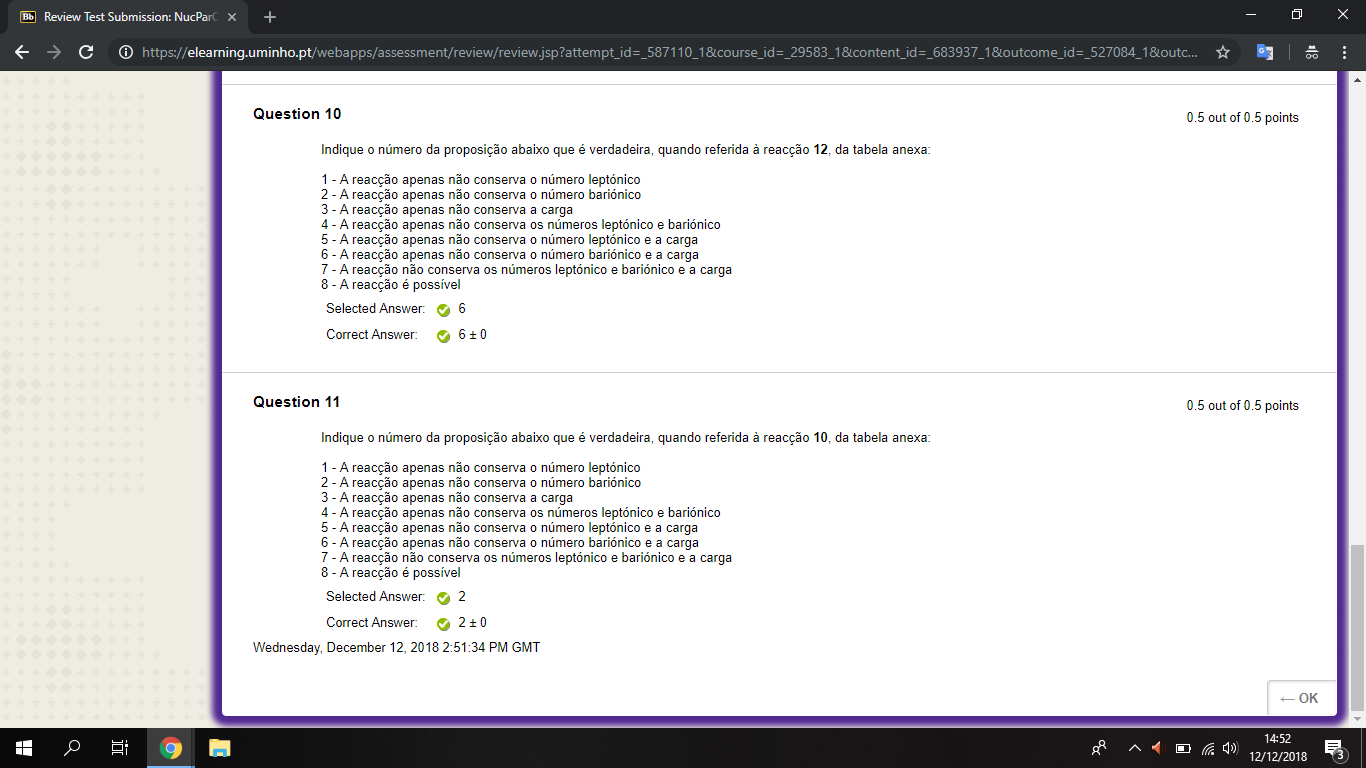 Bb Review Test Submission: NucParC
https://elearning.uminho.pt/webapps/assessment/review/review.jsp?attempt_id=_587110_1&course_id=_29583_1&content_id=_683937_1&outcome_id=_527084_1&outc...
Question 10
0.5 out of 0.5 points
Indique o número da proposição abaixo que é verdadeira, quando referida à reacção 12, da tabela anexa:
1 - A reacção apenas não conserva o número leptónico
2 - A reacção apenas não conserva o número bariónico
3 - A reacção apenas não conserva a carga
4 - A reacção apenas não conserva os números leptónico e bariónico
5 - A reacção apenas não conserva o número leptónico e a carga
6 - A reacção apenas não conserva o número bariónico e a carga
7 - A reacção não conserva os números leptónico e bariónico e a carga
8 - A reacção é possível
Selected Answer: 6
Correct Answer: 6 ± 0
Question 11
0.5 out of 0.5 points
Indique o número da proposição abaixo que é verdadeira, quando referida à reacção 10, da tabela anexa:
1 - A reacção apenas não conserva o número leptónico
2 - A reacção apenas não conserva o número bariónico
3 - A reacção apenas não conserva a carga
4 - A reacção apenas não conserva os números leptónico e bariónico
5 - A reacção apenas não conserva o número leptónico e a carga
6 - A reacção apenas não conserva o número bariónico e a carga
7 - A reacção não conserva os números leptónico e bariónico e a carga
8 - A reacção é possível
Selected Answer: 2
Correct Answer: 2 ± 0
Wednesday, December 12, 2018 2:51:34 PM GMT
← OK
14:52
12/12/2018
3